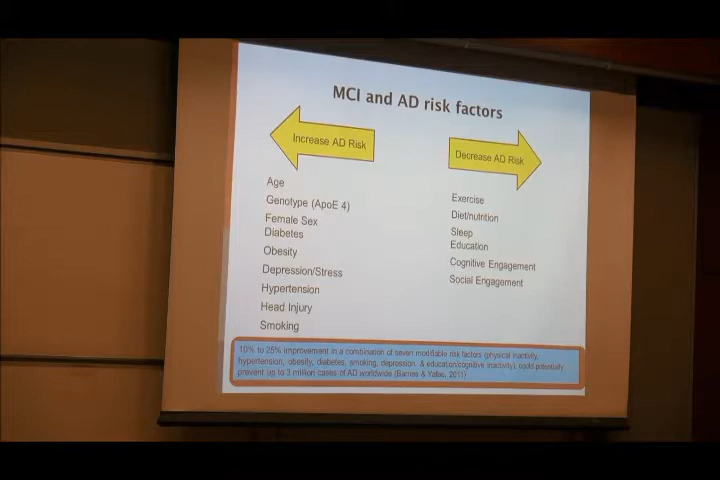 MCI and AD risk factors
Increase AD Risk
Decrease AD Risk
Age
Genotype (ApoE 4)
Female Sex
Diabetes
Obesity
Depression/Stress
Hypertension
Head Injury
Smoking
Exercise
Diet/nutrition
Sleep
Education
Cognitive Engagement
Social Engagement
10% to 25% improvement in a combination of seven modifiable risk factors (physical inactivity,
hypertension, obesity, diabetes, smoking, depression, & education/cognitive inactivity), could potentially
prevent up to 3 million cases of AD worldwide (Barnes & Yaffe, 2011)